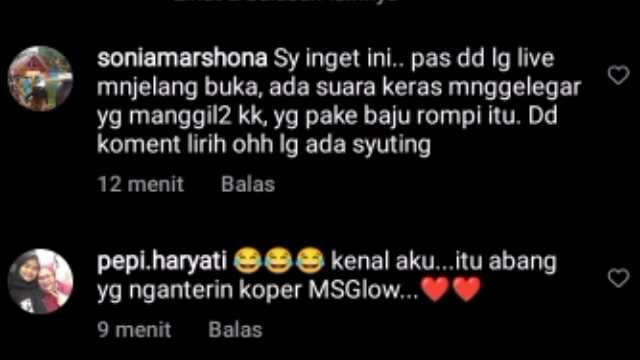 soniamarshona Sy inget ini.. pas dd lg live
mnjelang buka, ada suara keras mnggelegar
yg manggil2 kk, yg pake baju rompi itu. Dd
koment lirih ohh lg ada syuting
12 menit Balas
pepi.haryati 😂😂😂 kenal aku...itu abang
yg nganterin koper MSGlow...❤️❤️
9 menit Balas